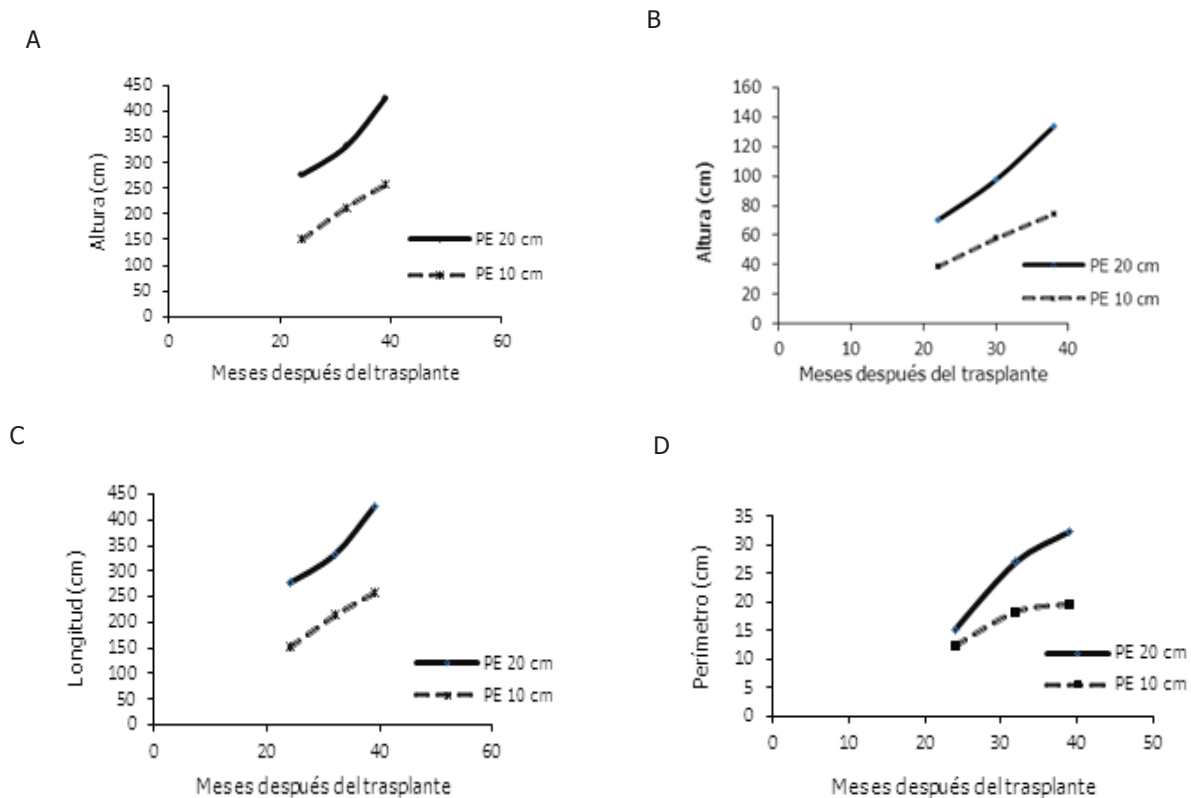 A
450
400
350
300
250
200
150
100
50
0
Altura (cm)
PE 20 cm
PE 10 cm
0 20 40 60
Meses después del trasplante
B
160
140
120
100
80
60
40
20
0
Altura (cm)
PE 20 cm
PE 10 cm
0 10 20 30 40
Meses después del trasplante
C
450
400
350
300
250
200
150
100
50
0
Longitud (cm)
PE 20 cm
PE 10 cm
0 20 40 60
Meses después del trasplante
D
35
30
25
20
15
10
5
0
Perímetro (cm)
PE 20 cm
PE 10 cm
0 10 20 30 40 50
Meses después del trasplante